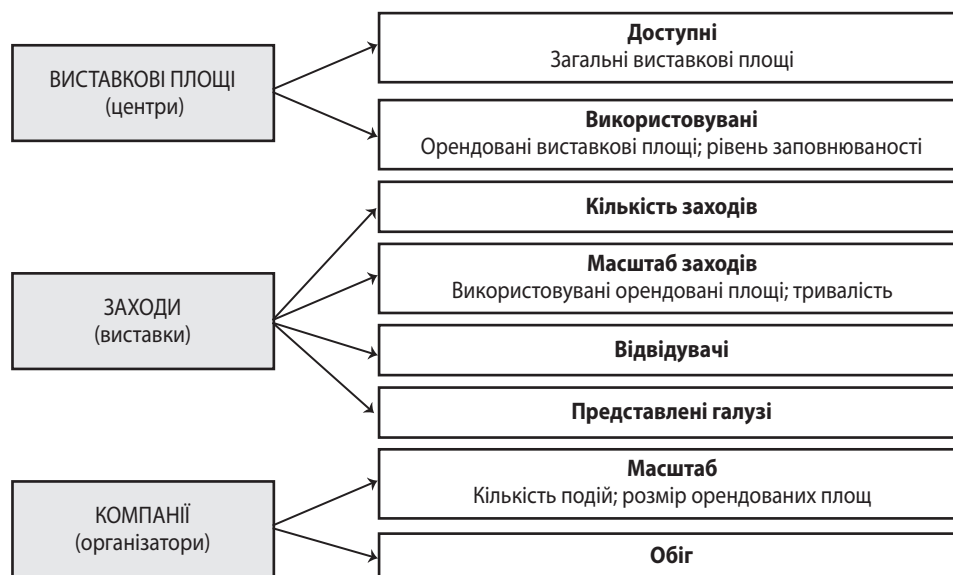 ВИСТАВКОВІ ПЛОЩІ
(центри)
Доступні
Загальні виставкові площі
Використовувані
Орендовані виставкові площі; рівень заповнюваності
ЗАХОДИ
(виставки)
Кількість заходів
Масштаб заходів
Використовувані орендовані площі; тривалість
Відвідувачі
Представлені галузі
КОМПАНІЇ
(організатори)
Масштаб
Кількість подій; розмір орендованих площ
Обіг